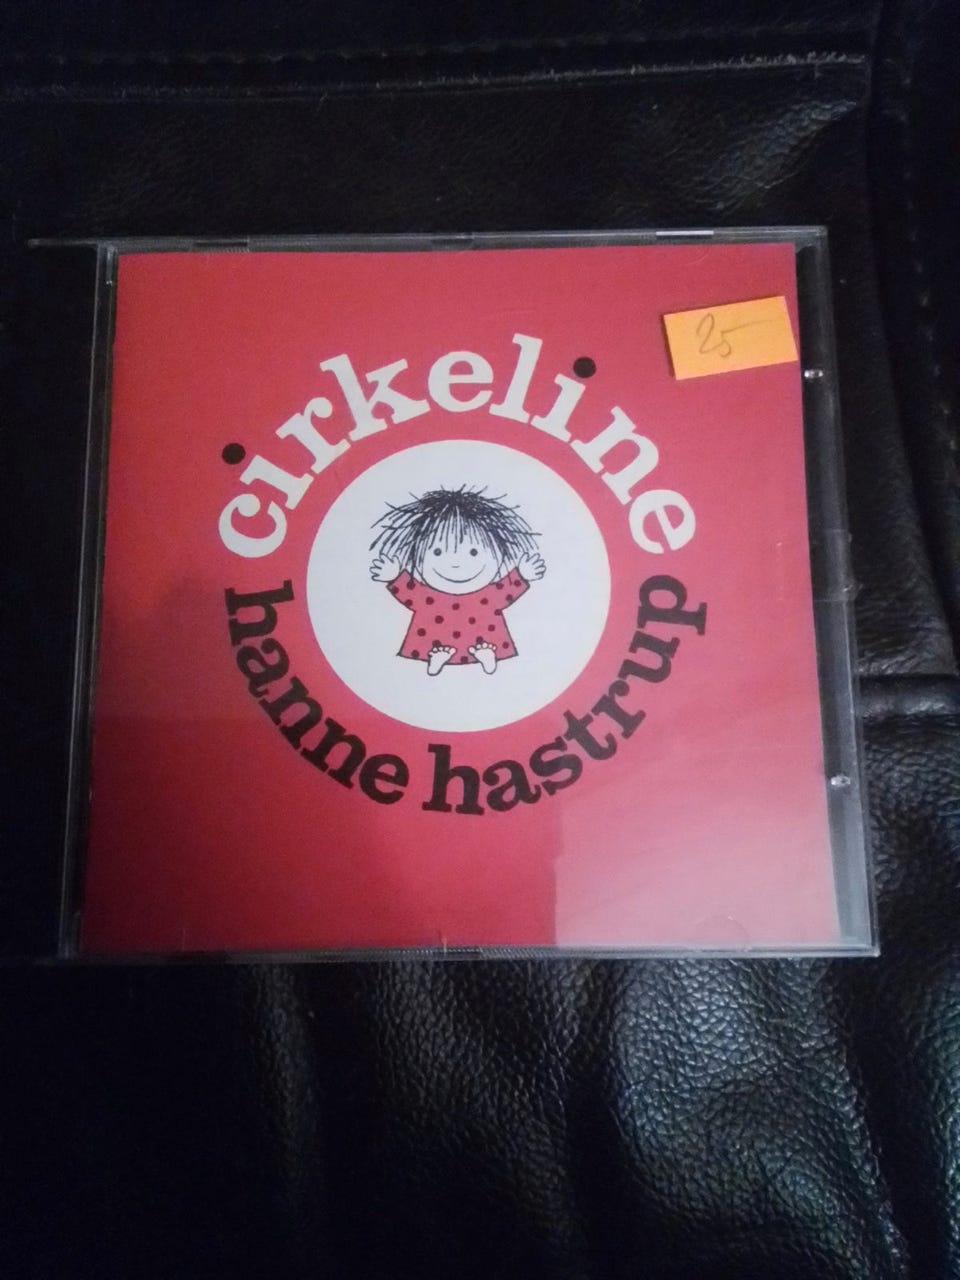 25-
cirkeline
hanne hastrup